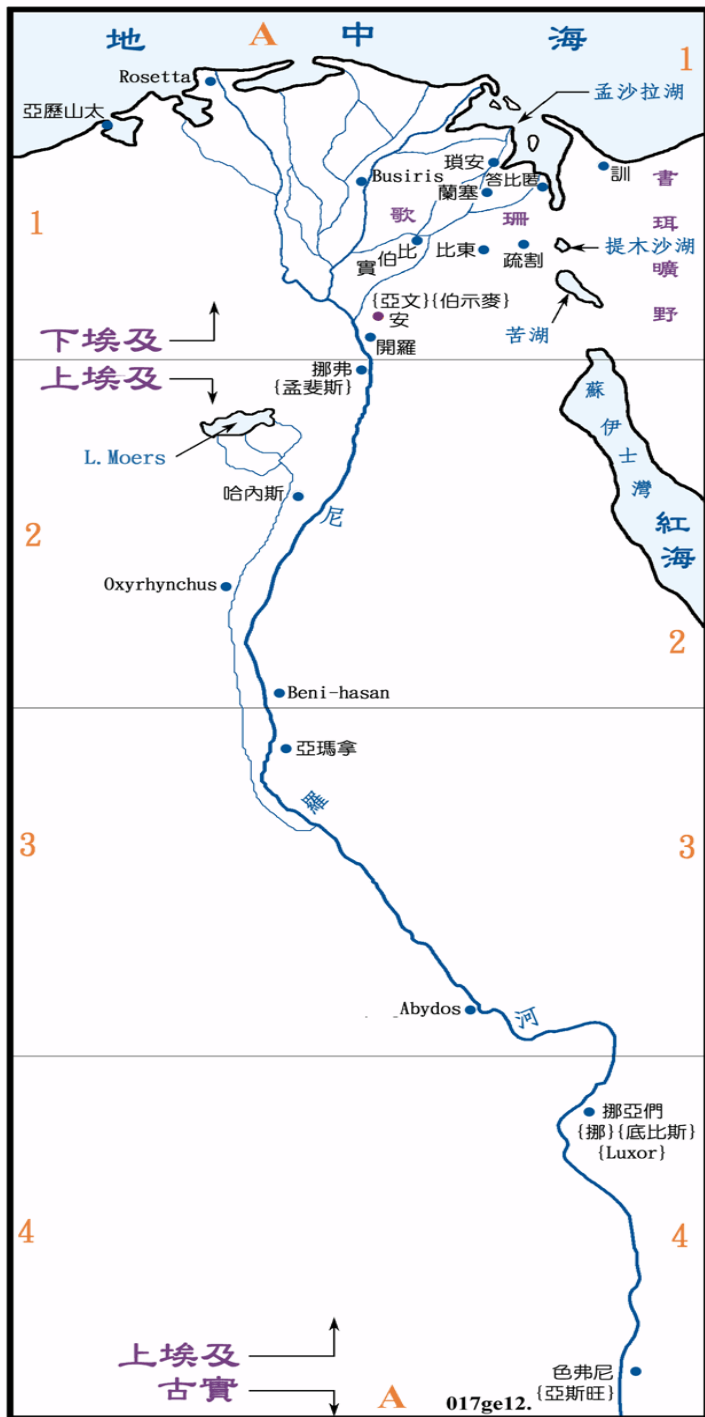 地 A 中 海
1
Rosetta
孟沙拉湖
亞歷山太
瑣安
訓
Busiris
答比匿
蘭塞
書珥曠野
1
歌珊
實伯比
比東
疏割
提木沙湖
{亞文}{伯示麥}
安
苦湖
下埃及
開羅
上埃及
挪弗
{孟斐斯}
蘇伊士灣
L.Moers
哈內斯
尼
紅海
2
Oxyrhynchus
2
Beni-hasan
亞瑪拿
羅
3
3
Abydos
河
挪亞們
{挪}{底比斯}
{Luxor}
4
4
上埃及
色弗尼
古實
{亞斯旺}
A
017ge12.